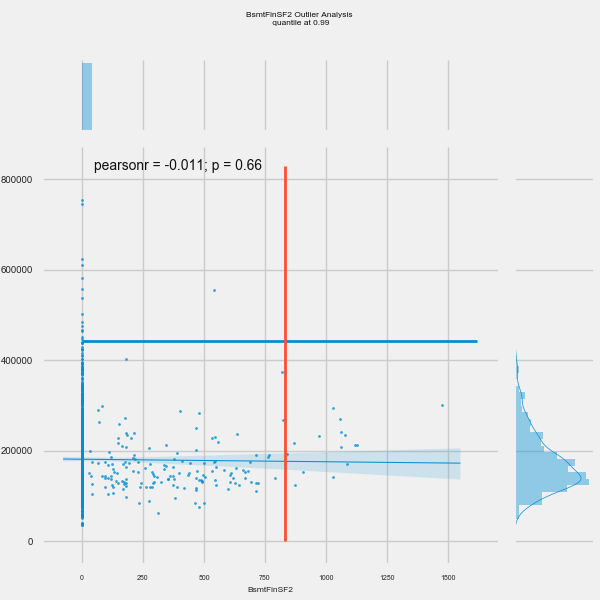 BsmtFinSF2 Outlier Analysis
quantile at 0.99
pearsonr = -0.011; p = 0.66
800000
600000
400000
200000
0
0 250 500 750 1000 1250 1500
BsmtFinSF2